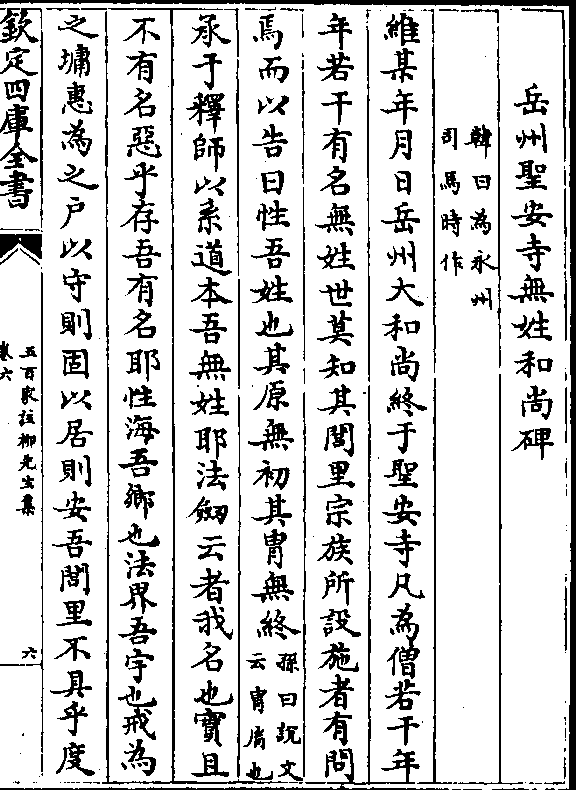 岳州聖安寺無姓和尚碑
韓曰為永州
司馬時作
維某年月日岳州大和尚終于聖安寺凡為僧若干年
年若干有名無姓世莫知其閭里宗族所設施者有問
焉而以告曰性吾姓也其原無初其胄無終孫曰說文
云胄裔也
承于釋師以系道本吾無姓耶法劒云者我名也實且
不有名惡乎存吾有名耶性海吾鄉也法界吾宇也戒為
之墉惠為之戶以守則固以居則安吾閭里不具乎度
欽定四庫全書
五百家註柳先生集
卷六
六